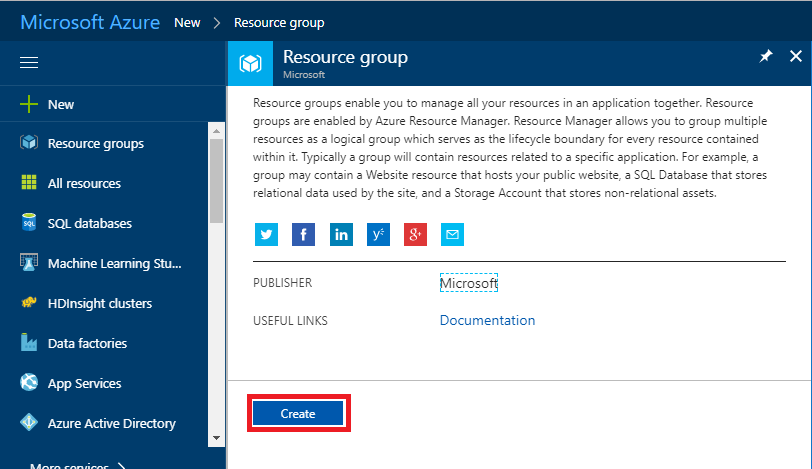 Microsoft Azure New > Resource group
Resource group
Microsoft
New
Resource groups
All resources
SQL databases
Machine Learning Stu...
HDInsight clusters
Data factories
App Services
Azure Active Directory
More services >
Resource groups enable you to manage all your resources in an application together. Resource
groups are enabled by Azure Resource Manager. Resource Manager allows you to group multiple
resources as a logical group which serves as the lifecycle boundary for every resource contained
within it. Typically a group will contain resources related to a specific application. For example, a
group may contain a Website resource that hosts your public website, a SQL Database that stores
relational data used by the site, and a Storage Account that stores non-relational assets.
PUBLISHER Microsoft
USEFUL LINKS Documentation
Create